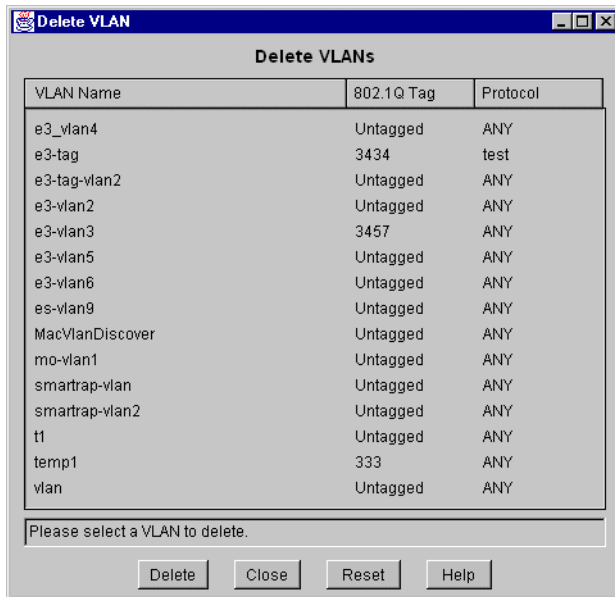 Delete VLAN
Delete VLANs
VLAN Name 802.1Q Tag Protocol
e3_vlan4 Untagged ANY
e3-tag 3434 test
e3-tag-vlan2 Untagged ANY
e3-vlan2 Untagged ANY
e3-vlan3 3457 ANY
e3-vlan5 Untagged ANY
e3-vlan6 Untagged ANY
es-vlan9 Untagged ANY
MacVlanDiscover Untagged ANY
mo-vlan1 Untagged ANY
smartrap-vlan Untagged ANY
smartrap-vlan2 Untagged ANY
t1 Untagged ANY
temp1 333 ANY
vlan Untagged ANY
Please select a VLAN to delete.
Delete Close Reset Help